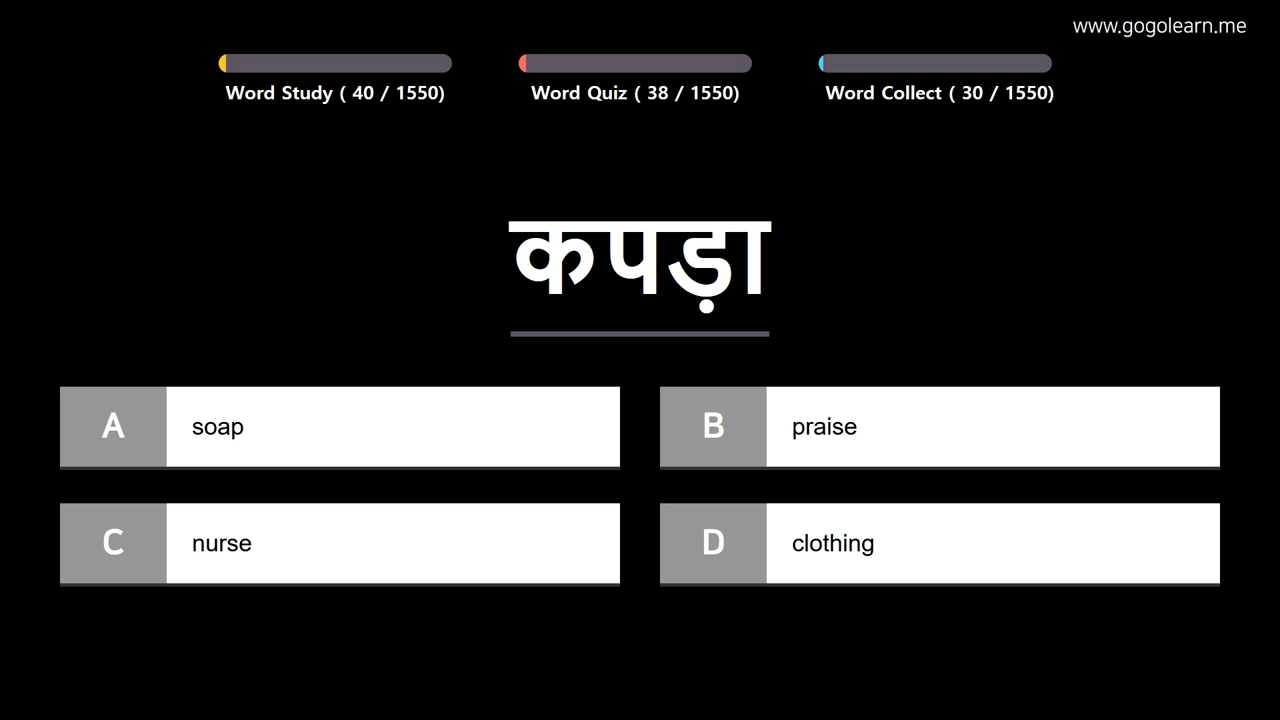 www.gogolearn.me
Word Study ( 40 / 1550)
Word Quiz ( 38 / 1550)
Word Collect ( 30 / 1550)
कपड़ा
A
soap
B
praise
C
nurse
D
clothing